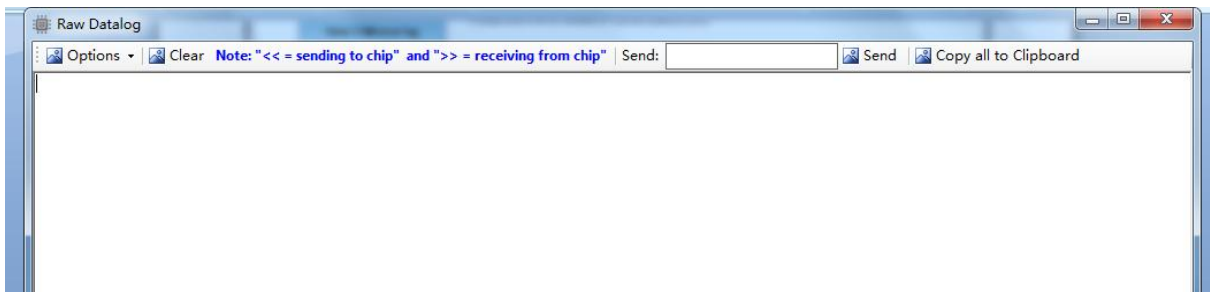 Raw Datalog
Options Clear Note: "<< = sending to chip" and ">> = receiving from chip" Send: Send Copy all to Clipboard